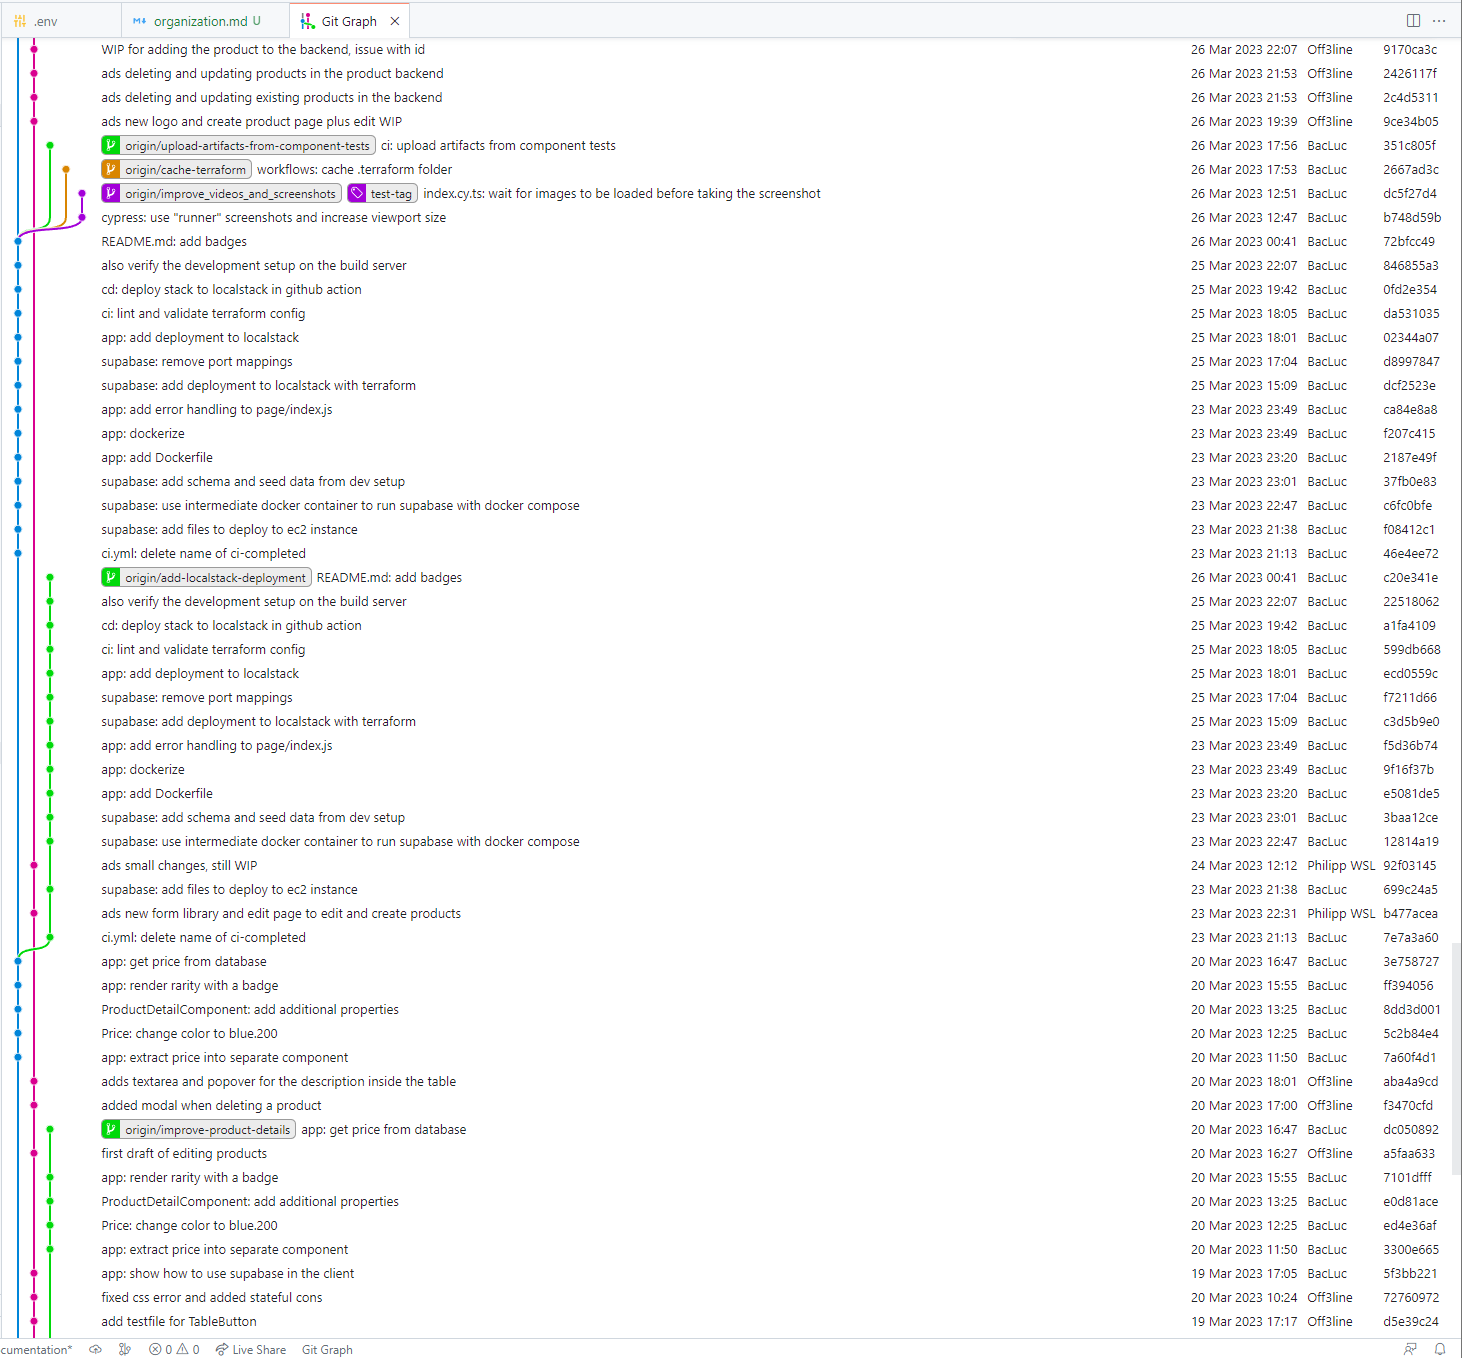 .env organization.md U Git Graph
WIP for adding the product to the backend, issue with id 26 Mar 2023 22:07 Off3line 9170ca3c
ads deleting and updating products in the product backend 26 Mar 2023 21:53 Off3line 2426117f
ads deleting and updating existing products in the backend 26 Mar 2023 21:53 Off3line 2c4d5311
ads new logo and create product page plus edit WIP 26 Mar 2023 19:39 Off3line 9ce34b05
origin/upload-artifacts-from-component-tests ci: upload artifacts from component tests 26 Mar 2023 17:56 BacLuc 351c805f
origin/cache-terraform workflows: cache .terraform folder 26 Mar 2023 17:53 BacLuc 2667ad3c
origin/improve_videos_and_screenshots test-tag index.cy.ts: wait for images to be loaded before taking the screenshot 26 Mar 2023 12:51 BacLuc dc5f27d4
cypress: use "runner" screenshots and increase viewport size 26 Mar 2023 12:47 BacLuc b748d59b
README.md: add badges 26 Mar 2023 00:41 BacLuc 72bfcc49
also verify the development setup on the build server 25 Mar 2023 22:07 BacLuc 846855a3
cd: deploy stack to localstack in github action 25 Mar 2023 19:42 BacLuc 0fd2e354
ci: lint and validate terraform config 25 Mar 2023 18:05 BacLuc da531035
app: add deployment to localstack 25 Mar 2023 18:01 BacLuc 02344a07
supabase: remove port mappings 25 Mar 2023 17:04 BacLuc d8997847
supabase: add deployment to localstack with terraform 25 Mar 2023 15:09 BacLuc dcf2523e
app: add error handling to page/index.js 23 Mar 2023 23:49 BacLuc ca84e8a8
app: dockerize 23 Mar 2023 23:49 BacLuc f207c415
app: add Dockerfile 23 Mar 2023 23:20 BacLuc 2187e49f
supabase: add schema and seed data from dev setup 23 Mar 2023 23:01 BacLuc 37fb0e83
supabase: use intermediate docker container to run supabase with docker compose 23 Mar 2023 22:47 BacLuc c6fc0bfe
supabase: add files to deploy to ec2 instance 23 Mar 2023 21:38 BacLuc f08412c1
ci.yml: delete name of ci-completed 23 Mar 2023 21:13 BacLuc 46e4ee72
origin/add-localstack-deployment README.md: add badges 26 Mar 2023 00:41 BacLuc c20e341e
also verify the development setup on the build server 25 Mar 2023 22:07 BacLuc 22518062
cd: deploy stack to localstack in github action 25 Mar 2023 19:42 BacLuc a1fa4109
ci: lint and validate terraform config 25 Mar 2023 18:05 BacLuc 599db668
app: add deployment to localstack 25 Mar 2023 18:01 BacLuc ecd0559c
supabase: remove port mappings 25 Mar 2023 17:04 BacLuc f7211d66
supabase: add deployment to localstack with terraform 25 Mar 2023 15:09 BacLuc c3d5b9e0
app: add error handling to page/index.js 23 Mar 2023 23:49 BacLuc f5d36b74
app: dockerize 23 Mar 2023 23:49 BacLuc 9f16f37b
app: add Dockerfile 23 Mar 2023 23:20 BacLuc e5081de5
supabase: add schema and seed data from dev setup 23 Mar 2023 23:01 BacLuc 3baa12ce
supabase: use intermediate docker container to run supabase with docker compose 23 Mar 2023 22:47 BacLuc 12814a19
ads small changes, still WIP 24 Mar 2023 12:12 Philipp WSL 92f03145
supabase: add files to deploy to ec2 instance 23 Mar 2023 21:38 BacLuc 699c24a5
ads new form library and edit page to edit and create products 23 Mar 2023 22:31 Philipp WSL b477acea
ci.yml: delete name of ci-completed 23 Mar 2023 21:13 BacLuc 7e7a3a60
app: get price from database 20 Mar 2023 16:47 BacLuc 3e758727
app: render rarity with a badge 20 Mar 2023 15:55 BacLuc ff394056
ProductDetailComponent: add additional properties 20 Mar 2023 13:25 BacLuc 8dd3d001
Price: change color to blue.200 20 Mar 2023 12:25 BacLuc 5c2b84e4
app: extract price into separate component 20 Mar 2023 11:50 BacLuc 7a60f4d1
adds textarea and popover for the description inside the table 20 Mar 2023 18:01 Off3line aba4a9cd
added modal when deleting a product 20 Mar 2023 17:00 Off3line f3470cfd
origin/improve-product-details app: get price from database 20 Mar 2023 16:47 BacLuc dc050892
first draft of editing products 20 Mar 2023 16:27 Off3line a5faa633
app: render rarity with a badge 20 Mar 2023 15:55 BacLuc 7101dfff
ProductDetailComponent: add additional properties 20 Mar 2023 13:25 BacLuc e0d81ace
Price: change color to blue.200 20 Mar 2023 12:25 BacLuc ed4e36af
app: extract price into separate component 20 Mar 2023 11:50 BacLuc 3300e665
app: show how to use supabase in the client 19 Mar 2023 17:05 BacLuc 5f3bb221
fixed css error and added stateful cons 20 Mar 2023 10:24 Off3line 72760972
add testfile for TableButton 19 Mar 2023 17:17 Off3line d5e39c24
cumentation* 0 0 Live Share Git Graph